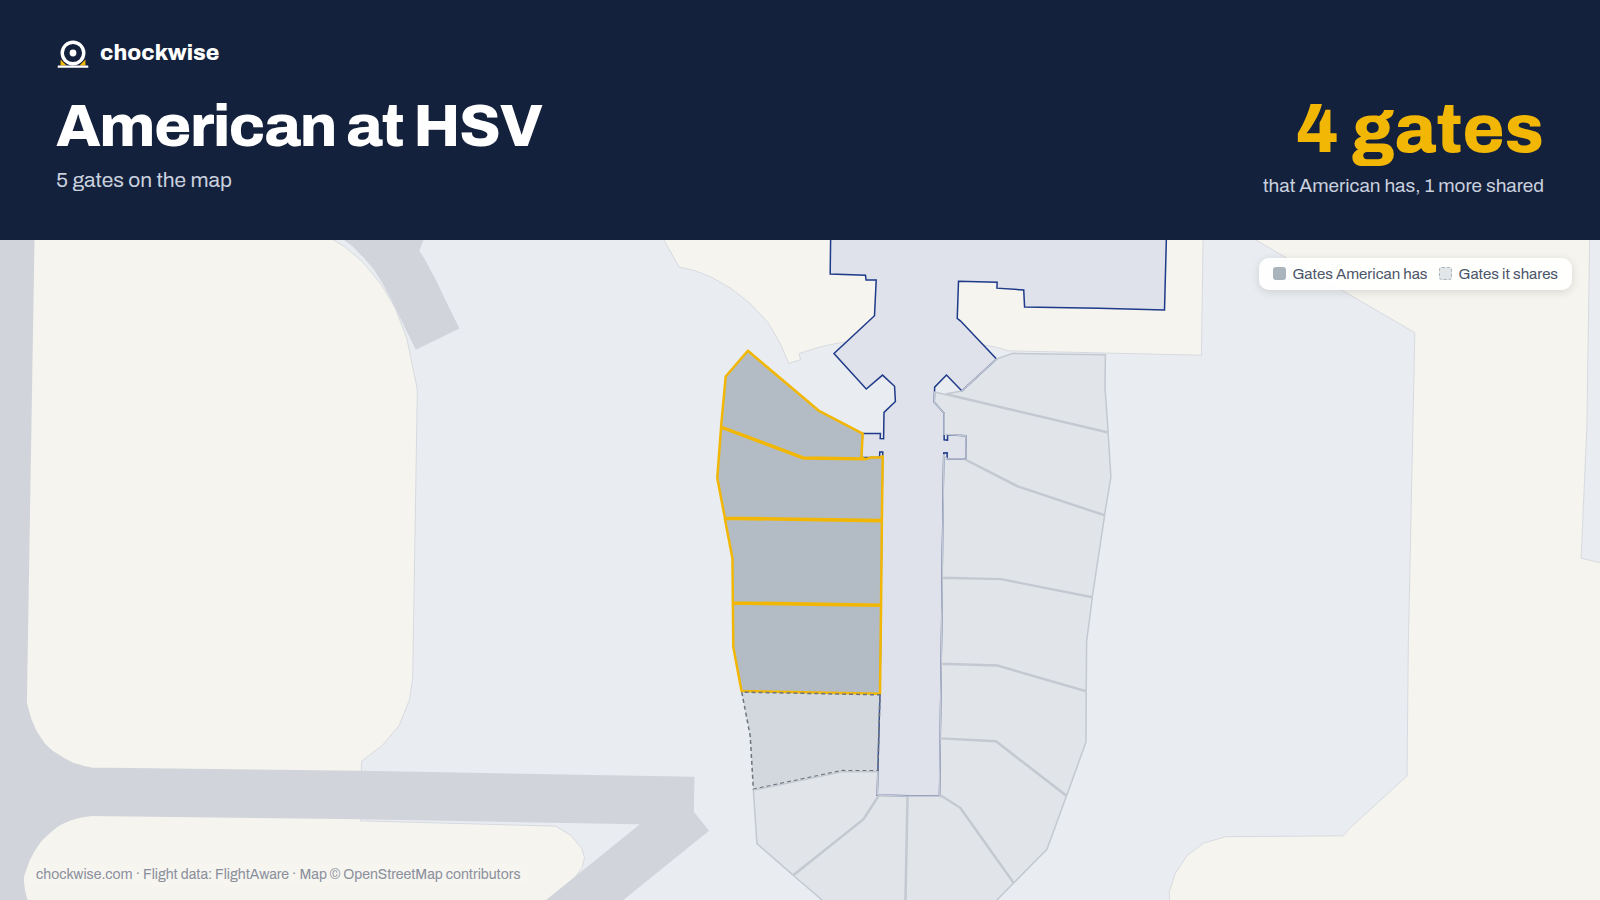 chockwise
American at HSV
5 gates on the map
4 gates
that American has, 1 more shared
Gates American has
Gates it shares
chockwise.com · Flight data: FlightAware · Map © OpenStreetMap contributors